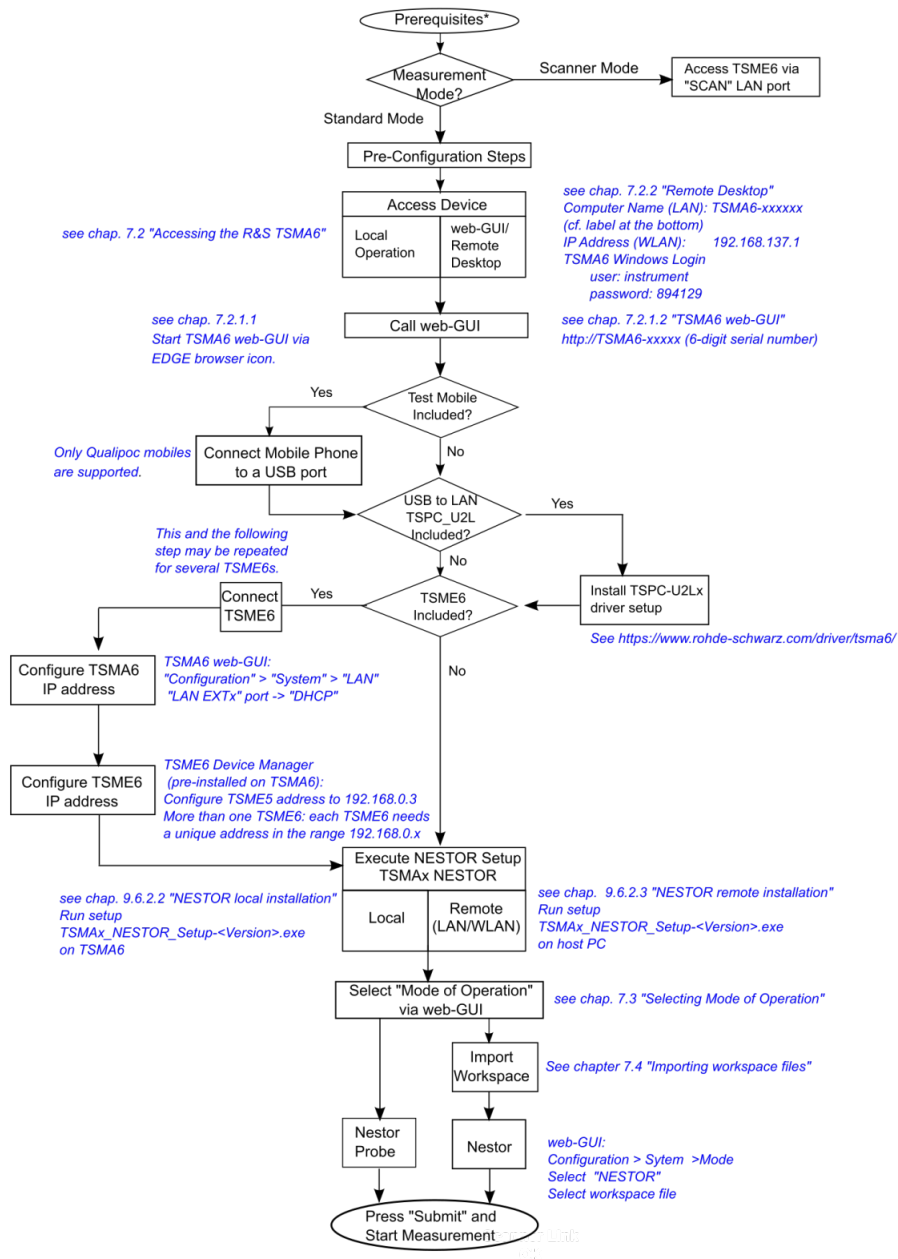 Prerequisites*
Measurement
Mode?
Scanner Mode
Access TSME6 via
"SCAN" LAN port
Standard Mode
Pre-Configuration Steps
Access Device
Local
Operation
web-GUI/
Remote
Desktop
see chap. 7.2 "Accessing the R&S TSMA6"
see chap. 7.2.2 "Remote Desktop"
Computer Name (LAN): TSMA6-xxxxxx
(cf. label at the bottom)
IP Address (WLAN): 192.168.137.1
TSMA6 Windows Login
user: instrument
password: 894129
see chap. 7.2.1.1
Start TSMA6 web-GUI via
EDGE browser icon.
Call web-GUI
see chap. 7.2.1.2 "TSMA6 web-GUI"
http://TSMA6-xxxxx (6-digit serial number)
Test Mobile
Included?
Yes
No
Only Qualipoc mobiles
are supported.
Connect Mobile Phone
to a USB port
USB to LAN
TSPC_U2L
Included?
Yes
No
This and the following
step may be repeated
for several TSME6s.
Connect
TSME6
Yes
TSME6
Included?
Install TSPC-U2Lx
driver setup
See https://www.rohde-schwarz.com/driver/tsma6/
No
Configure TSMA6
IP address
TSMA6 web-GUI:
"Configuration" > "System" > "LAN"
"LAN EXTx" port -> "DHCP"
Configure TSME6
IP address
TSME6 Device Manager
(pre-installed on TSMA6):
Configure TSME5 address to 192.168.0.3
More than one TSME6: each TSME6 needs
a unique address in the range 192.168.0.x
Execute NESTOR Setup
TSMAx NESTOR
Local
Remote
(LAN/WLAN)
see chap. 9.6.2.2 "NESTOR local installation"
Run setup
TSMAx_NESTOR_Setup-<Version>.exe
on TSMA6
see chap. 9.6.2.3 "NESTOR remote installation"
Run setup
TSMAx_NESTOR_Setup-<Version>.exe
on host PC
Select "Mode of Operation"
via web-GUI
see chap. 7.3 "Selecting Mode of Operation"
Import
Workspace
See chapter 7.4 "Importing workspace files"
Nestor
Probe
Nestor
web-GUI:
Configuration > Sytem >Mode
Select "NESTOR"
Select workspace file
Press "Submit" and
Start Measurement